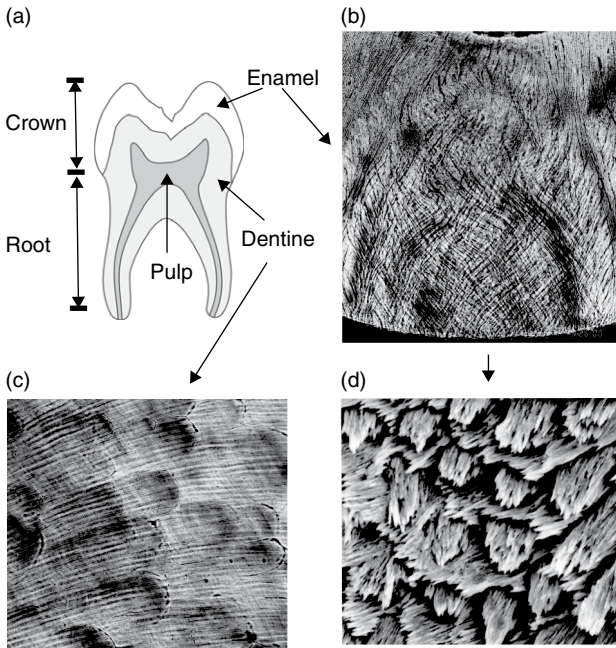 (a)
(b)
Enamel
Crown
Root
Dentine
Pulp
(c)
(d)